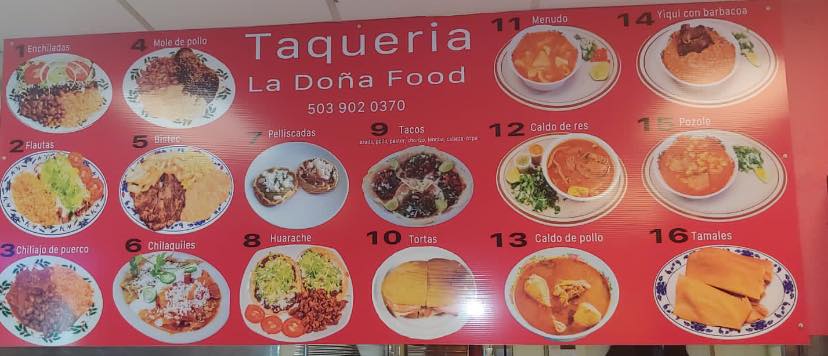 Taqueria
La Doña Food
503 902 0370
1 Enchiladas
2 Flautas
3 Chiliajo de puerco
4 Mole de pollo
5 Bistec
6 Chilaquiles
7 Pelliscadas
8 Huarache
9 Tacos
10 Tortas
11 Menudo
12 Caldo de res
13 Caldo de pollo
14 Yiqui con barbacoa
15 Pozole
16 Tamales